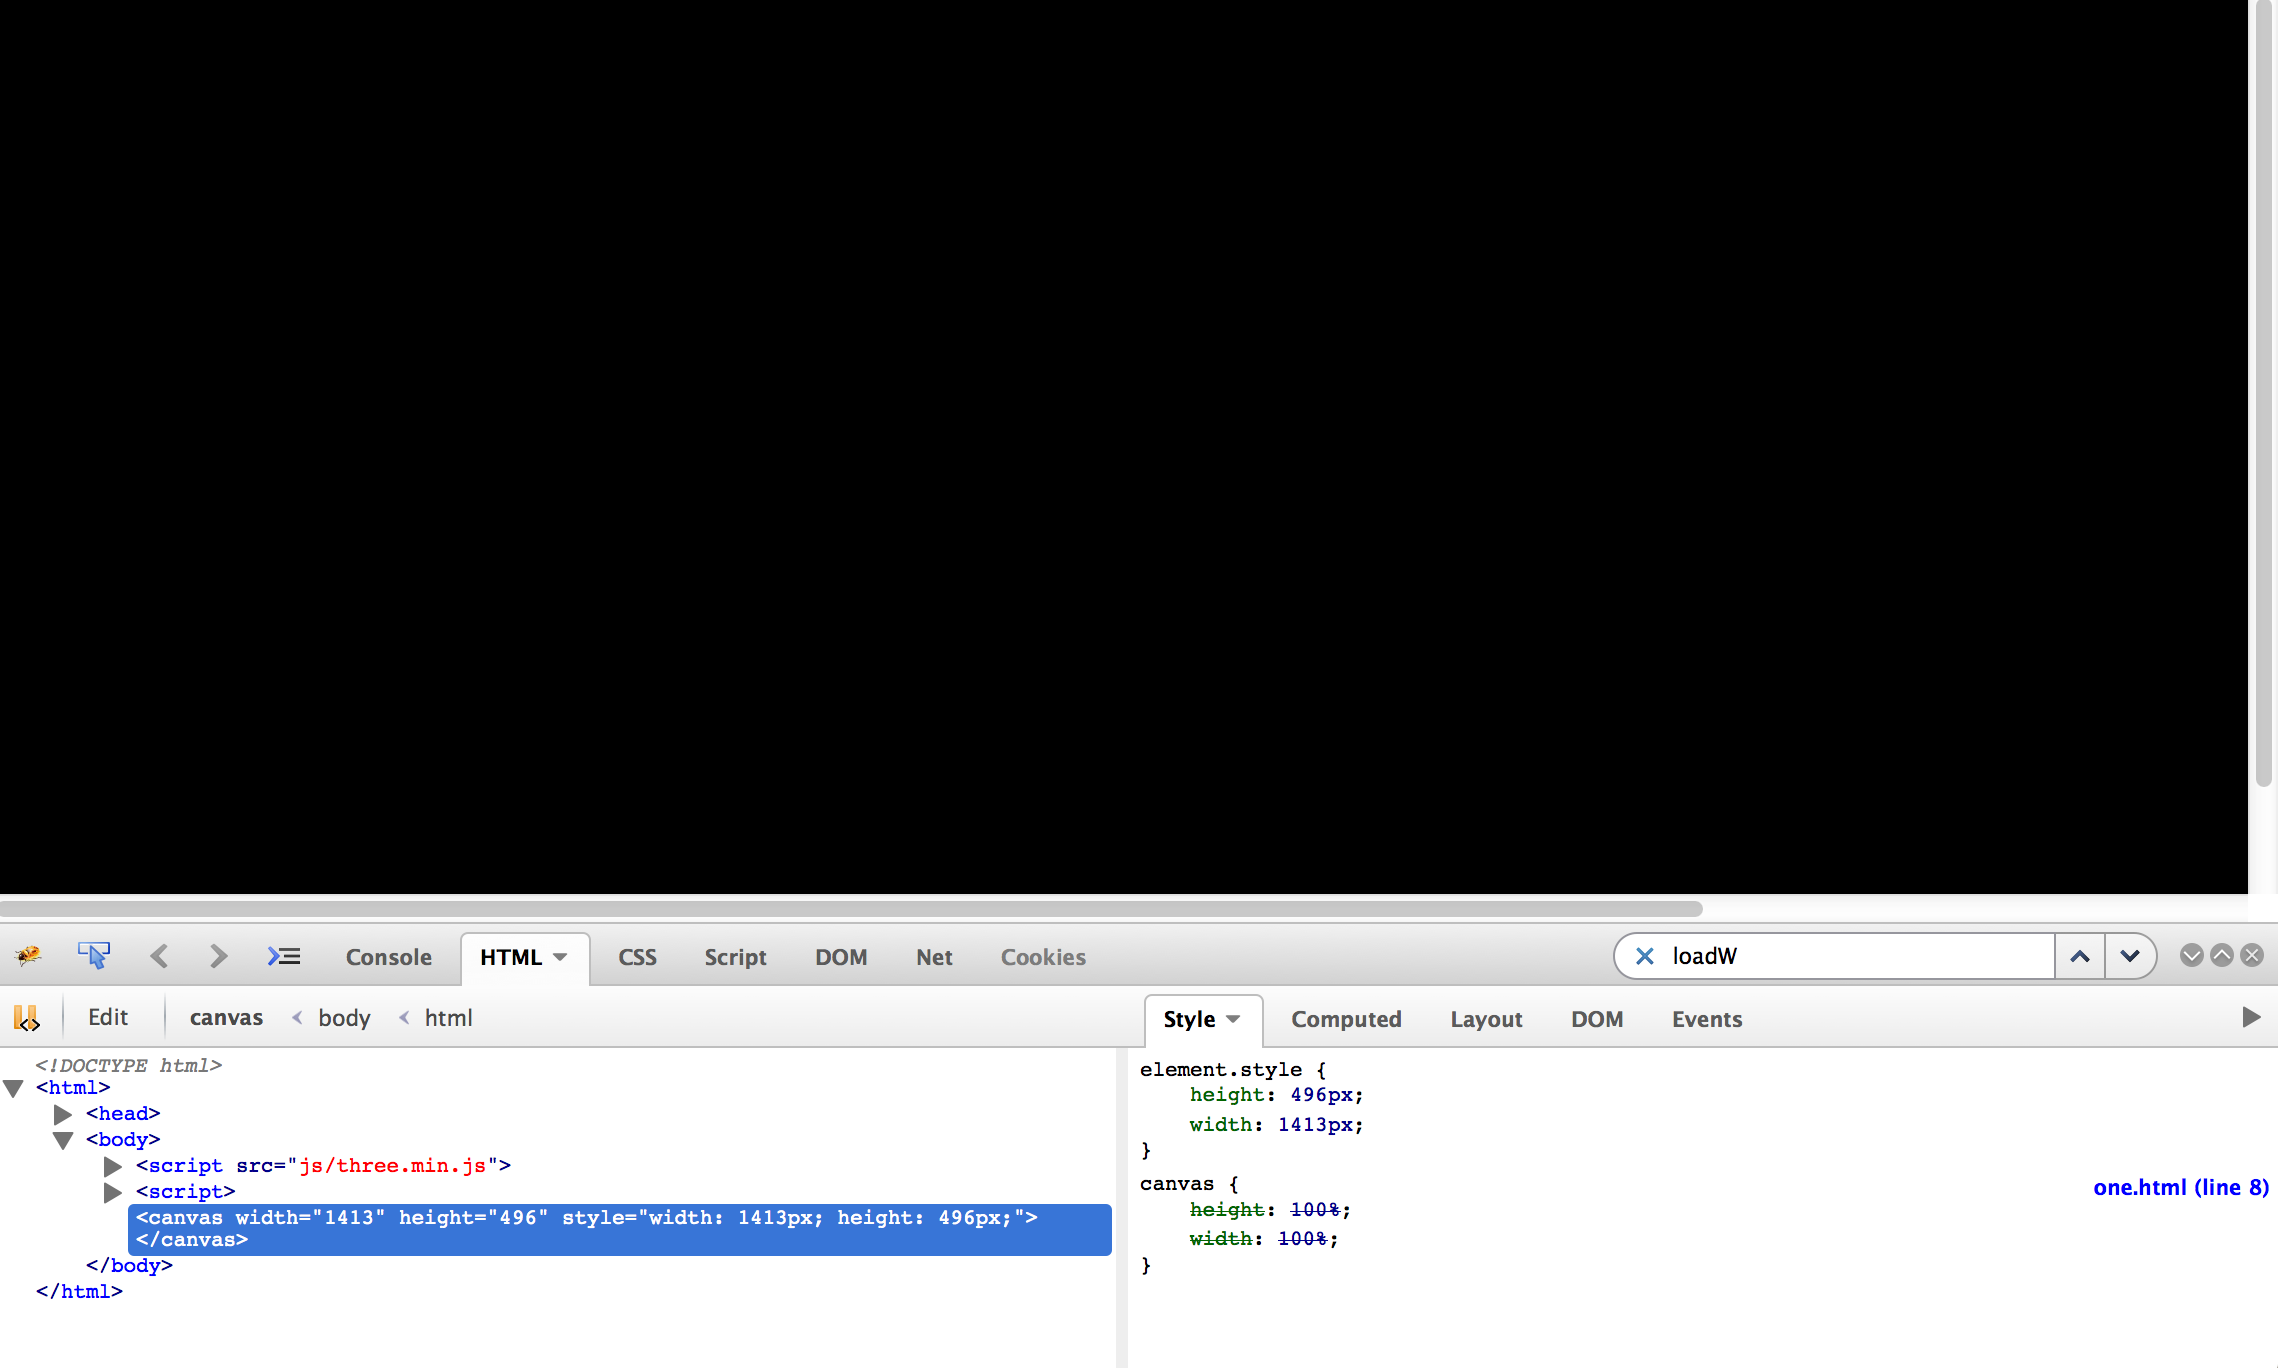 Console HTML CSS Script DOM Net Cookies loadW
Edit canvas < body < html
Style Computed Layout DOM Events
<!DOCTYPE html>
<html>
<head>
<body>
<script src="js/three.min.js">
<script>
<canvas width="1413" height="496" style="width: 1413px; height: 496px;">
</canvas>
</body>
</html>
element.style {
height: 496px;
width: 1413px;
}
canvas {
one.html (line 8)
height: 100%;
width: 100%;
}